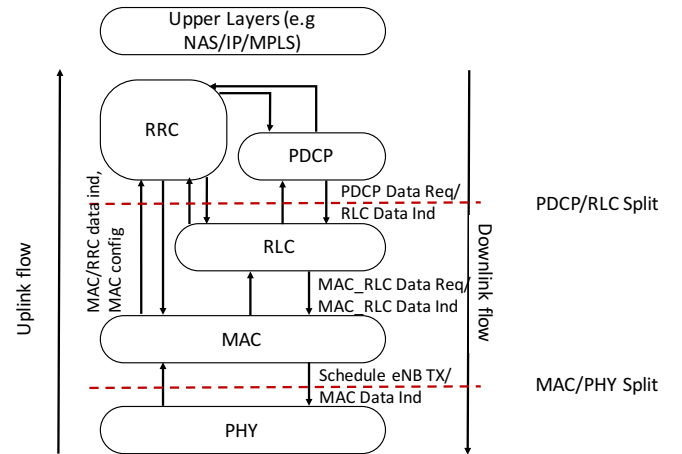 Upper Layers (e.g
NAS/IP/MPLS)
RRC
PDCP
PDCP Data Req/
RLC Data Ind
PDCP/RLC Split
MAC/RRC data ind,
MAC config
RLC
Uplink flow
Downlink flow
MAC_RLC Data Req/
MAC_RLC Data Ind
MAC
Schedule eNB TX/
MAC Data Ind
MAC/PHY Split
PHY